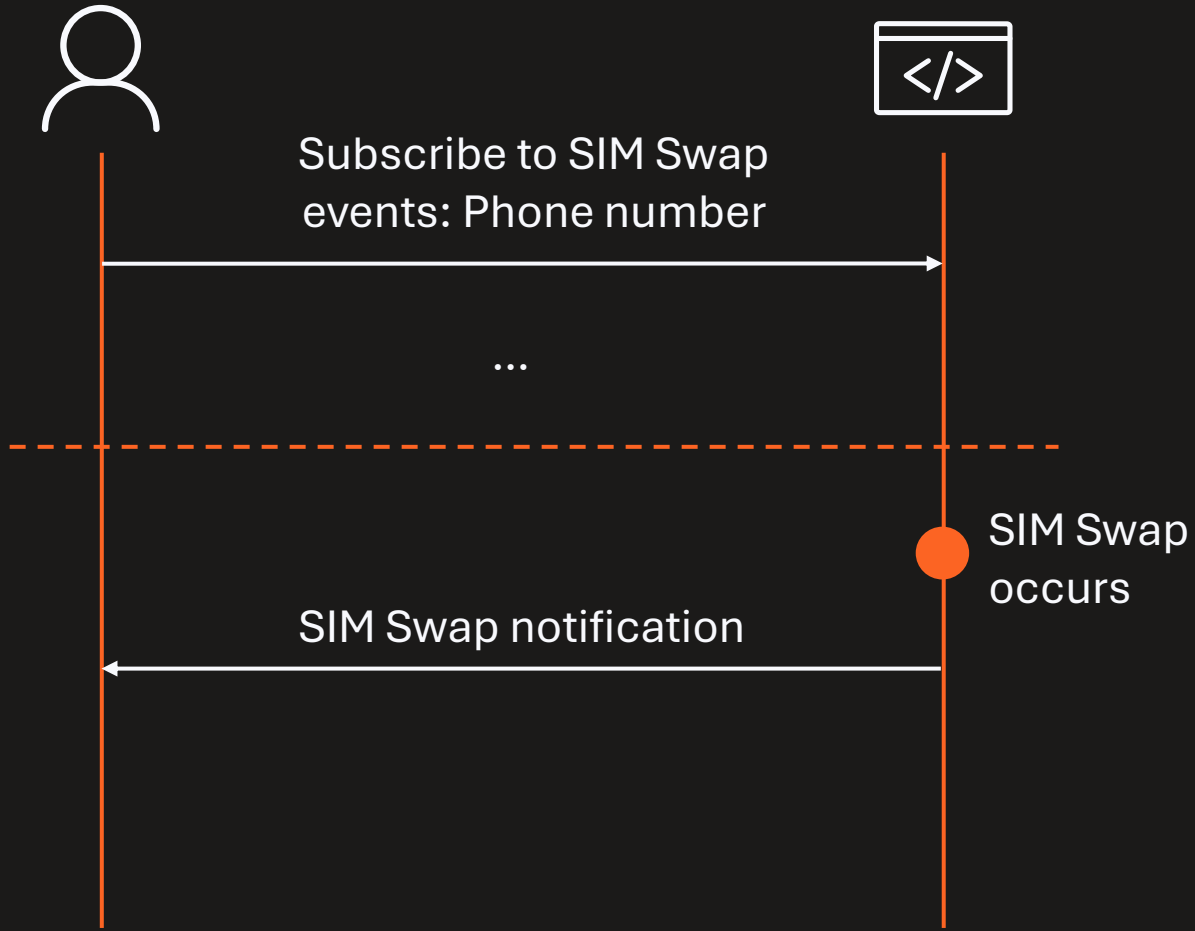 </>
Subscribe to SIM Swap
events: Phone number
...
SIM Swap
occurs
SIM Swap notification